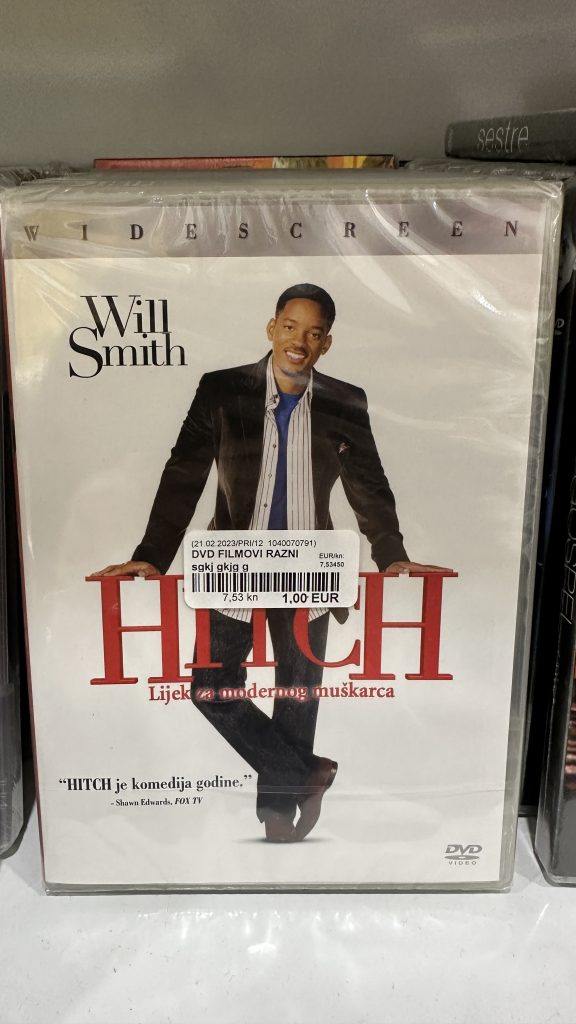 sestre
WIDESCREEN
Will
Smith
(21.02.2023/PRI/12 1040070791)
DVD FILMOVI RAZNI EUR/kn:
sgkj gkjg g 7,53450
7,53 kn 1,00 EUR
HITCH
Lijek za modernog muškarca
“HITCH je komedija godine.”
- Shawn Edwards, FOX TV
DVD
VIDEO